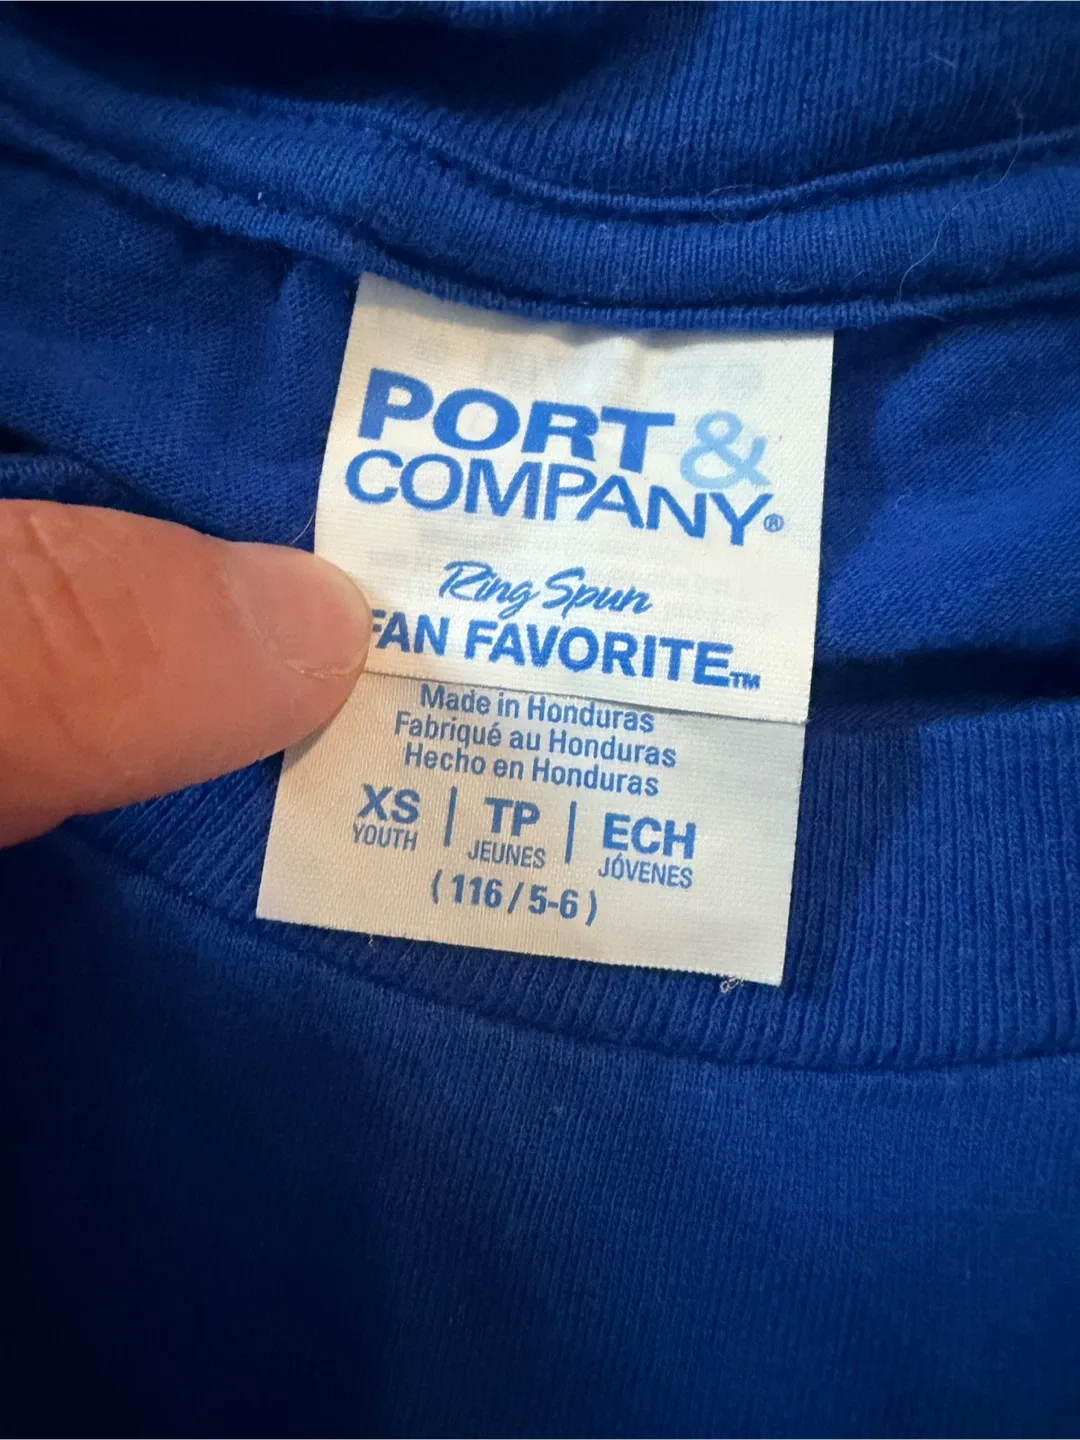 PORT &
COMPANY®
Ring Spun
FAN FAVORITE™
Made in Honduras
Fabriqué au Honduras
Hecho en Honduras
XS | TP | ECH
YOUTH JEUNES JÓVENES
( 116 / 5-6 )